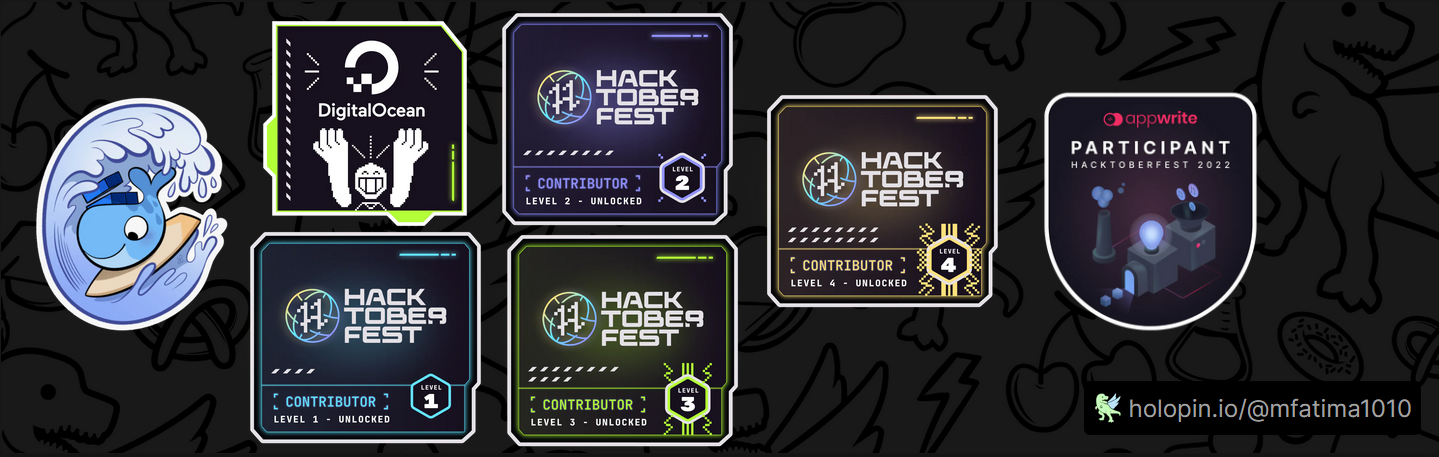 DigitalOcean
HACK
TOBER
FEST
[ CONTRIBUTOR ]
LEVEL 2 - UNLOCKED
LEVEL
2
HACK
TOBER
FEST
[ CONTRIBUTOR ]
LEVEL 1 - UNLOCKED
LEVEL
1
HACK
TOBER
FEST
[ CONTRIBUTOR ]
LEVEL 3 - UNLOCKED
LEVEL
3
HACK
TOBER
FEST
[ CONTRIBUTOR ]
LEVEL 4 - UNLOCKED
LEVEL
4
appwrite
PARTICIPANT
HACKTOBERFEST 2022
holopin.io/@mfatima1010